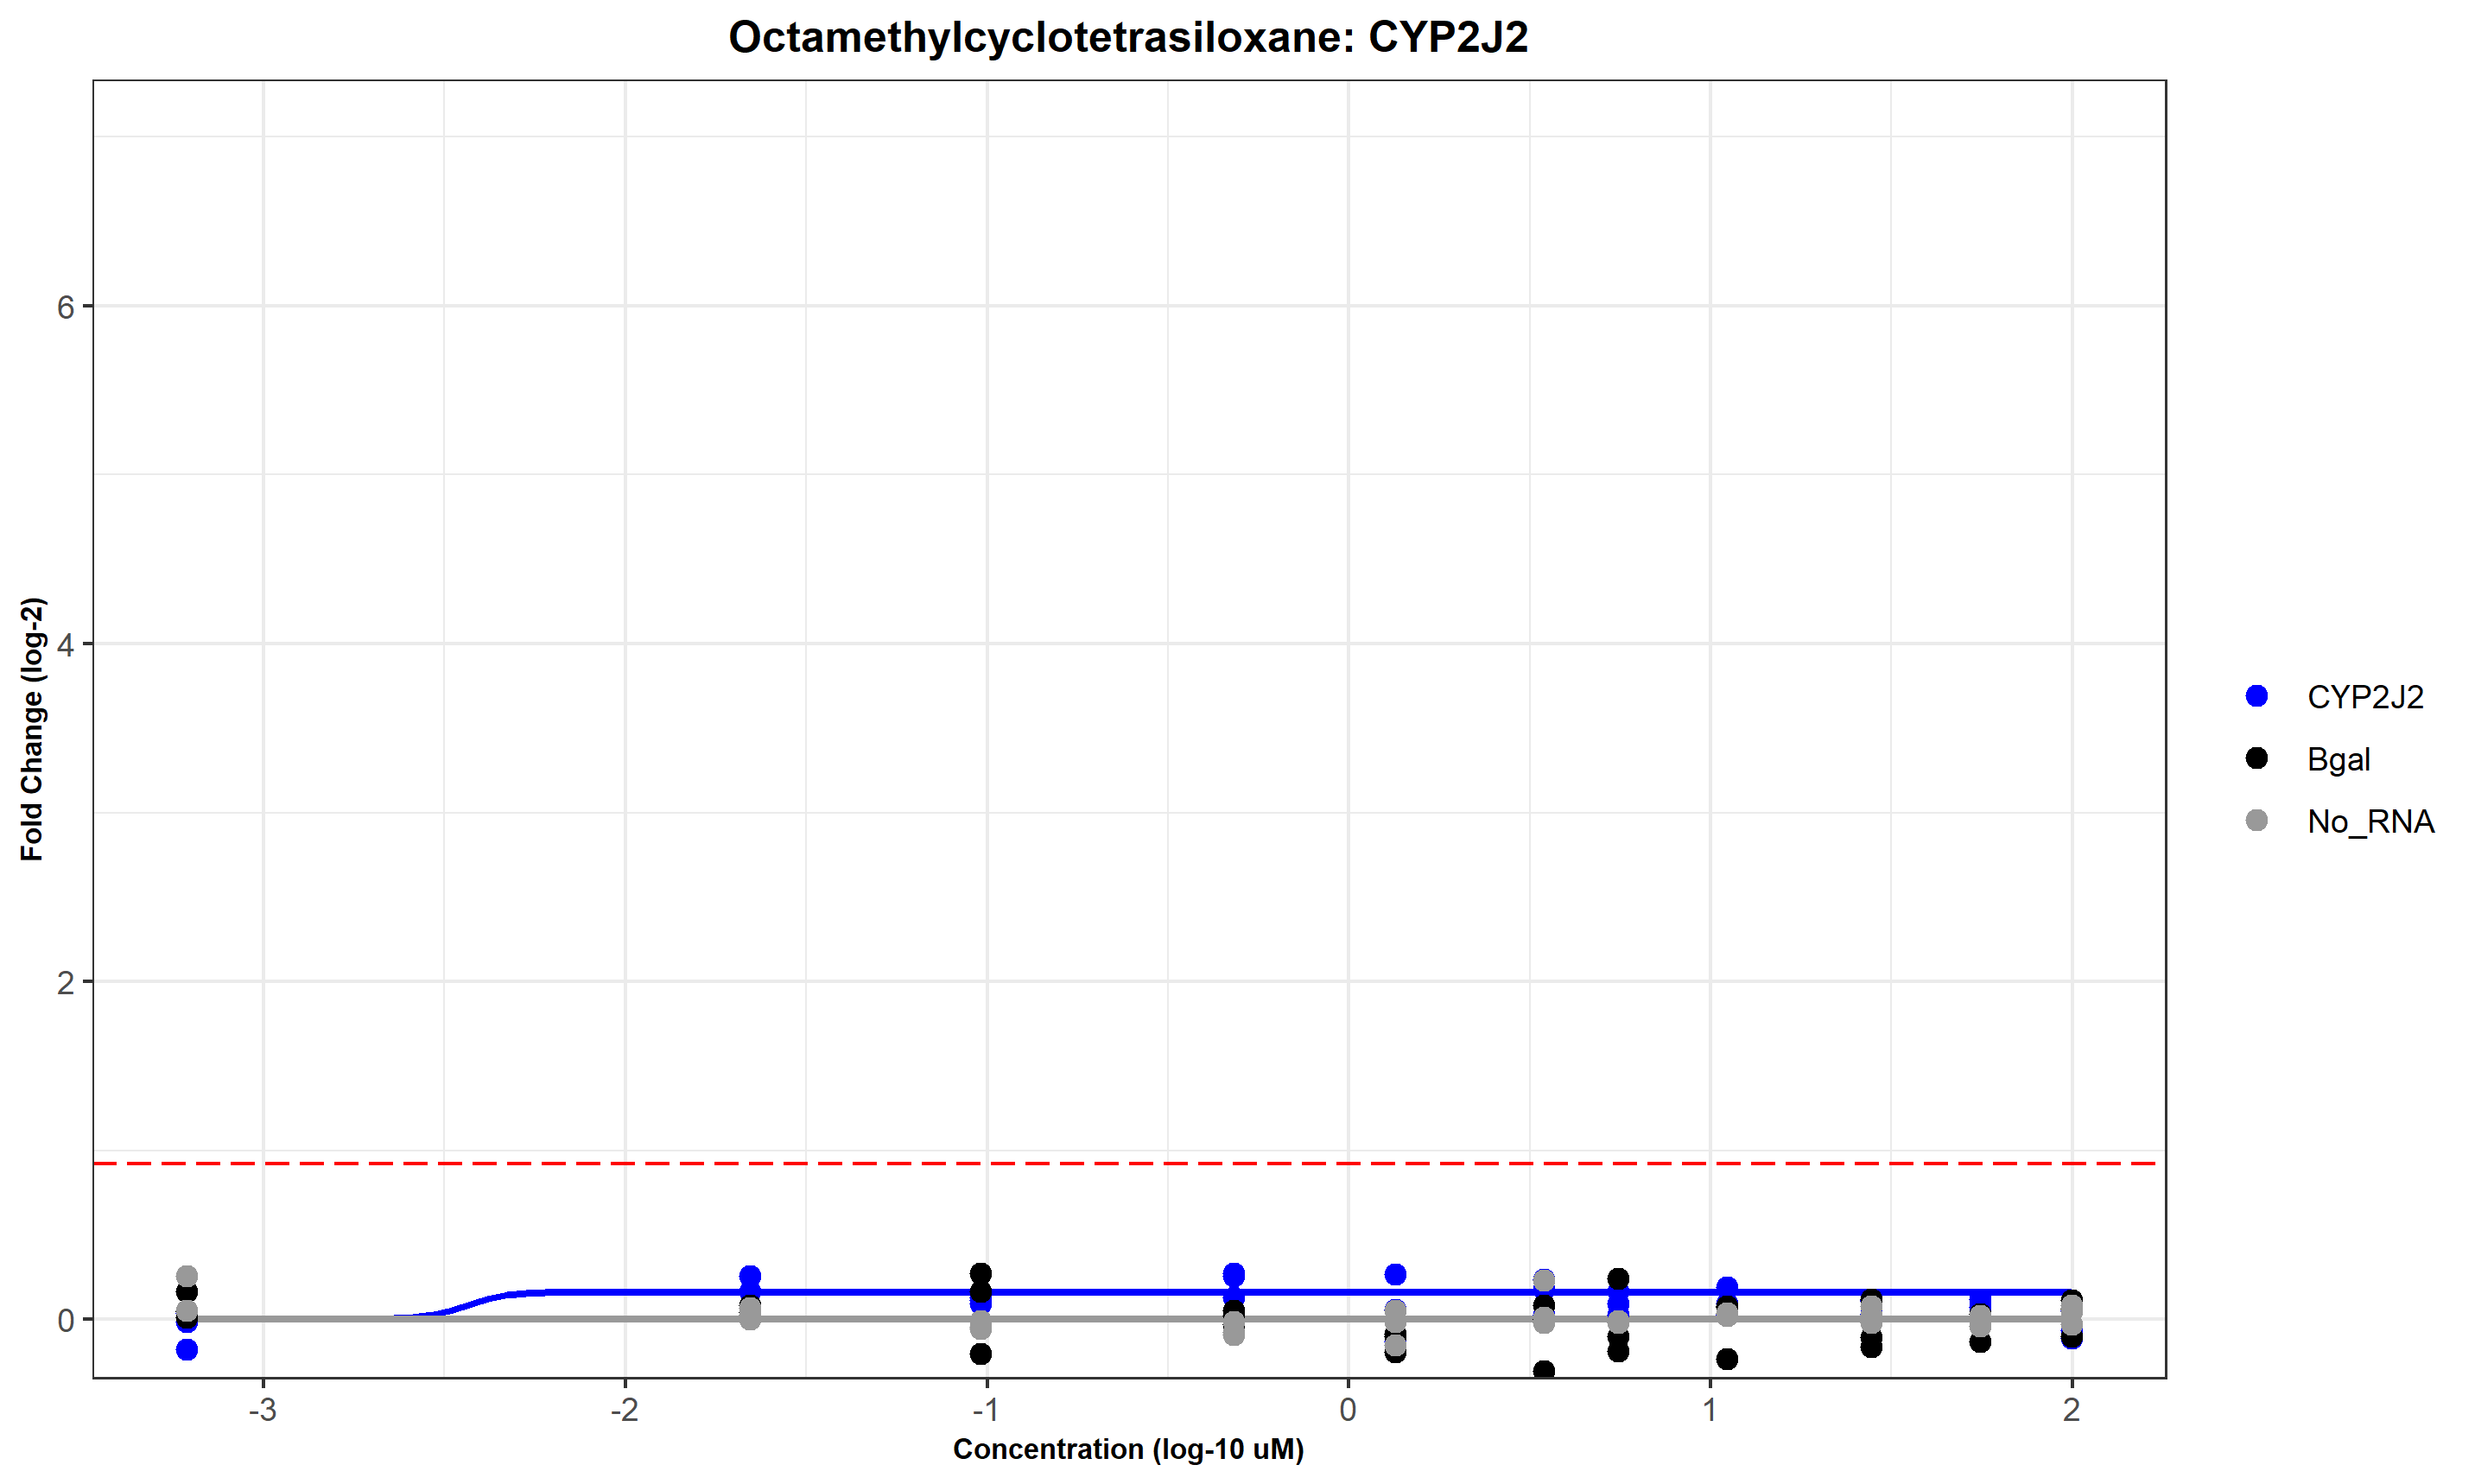 Octamethylcyclotetrasiloxane: CYP2J2
Fold Change (log-2)
6
4
2
0
-3
-2
-1
0
1
2
Concentration (log-10 uM)
CYP2J2
Bgal
No_RNA